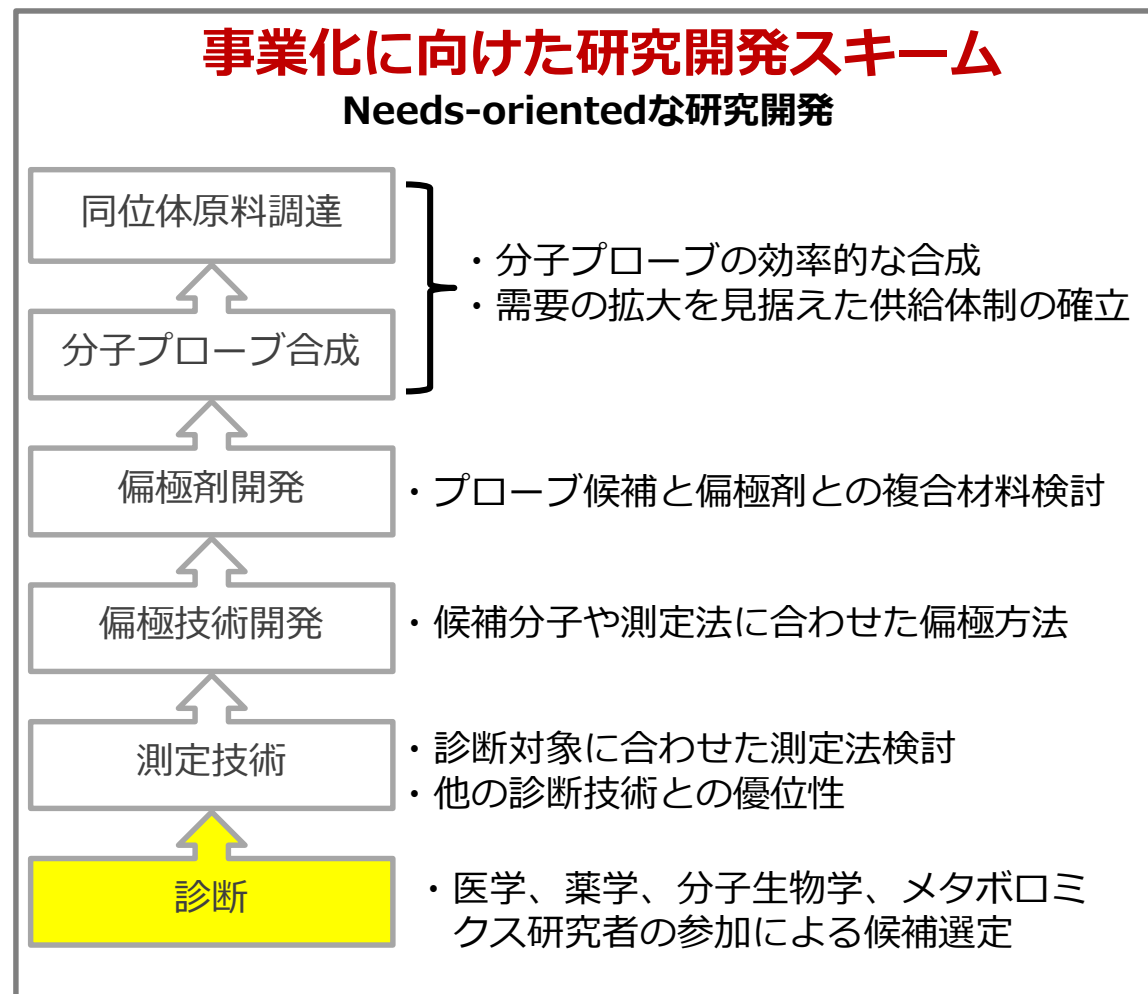 事業化に向けた研究開発スキーム
Needs-orientedな研究開発
同位体原料調達
分子プローブ合成
・分子プローブの効率的な合成
・需要の拡大を見据えた供給体制の確立
偏極剤開発
・プローブ候補と偏極剤との複合材料検討
偏極技術開発
・候補分子や測定法に合わせた偏極方法
測定技術
・診断対象に合わせた測定法検討
・他の診断技術との優位性
診断
・医学、薬学、分子生物学、メタボロミ
クス研究者の参加による候補選定